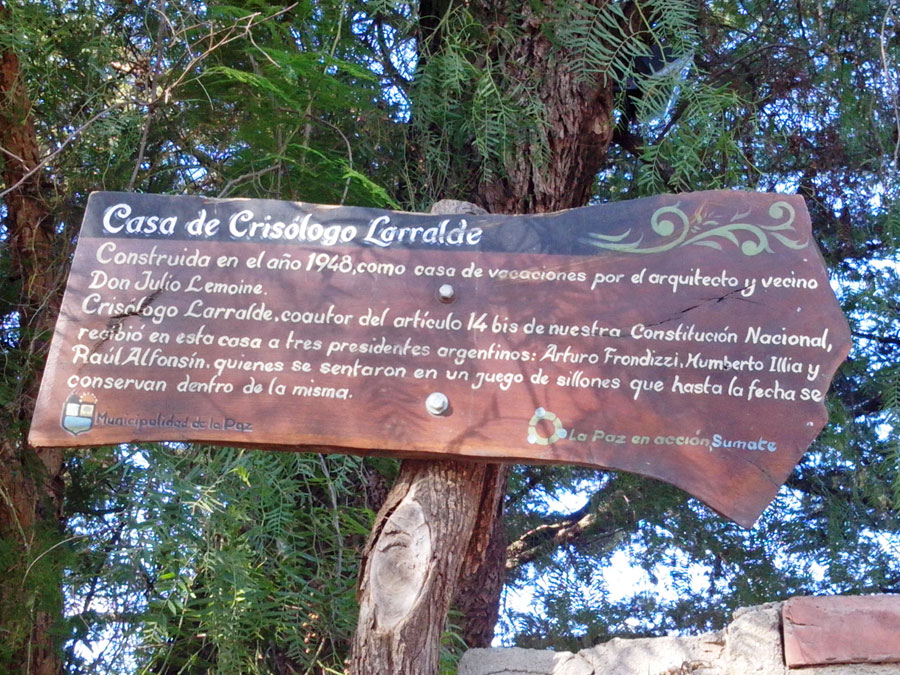 Casa de Crisólogo Larralde
Construida en el año 1948, como casa de vacaciones por el arquitecto y vecino
Don Julio Lemoine.
Crisólogo Larralde, coautor del artículo 14 bis de nuestra Constitución Nacional,
recibió en esta casa a tres presidentes argentinos: Arturo Frondizzi, Humberto Illia y
Raúl Alfonsín, quienes se sentaron en un juego de sillones que hasta la fecha se
conservan dentro de la misma.
Municipalidad de la Paz
La Paz en acción, Sumate